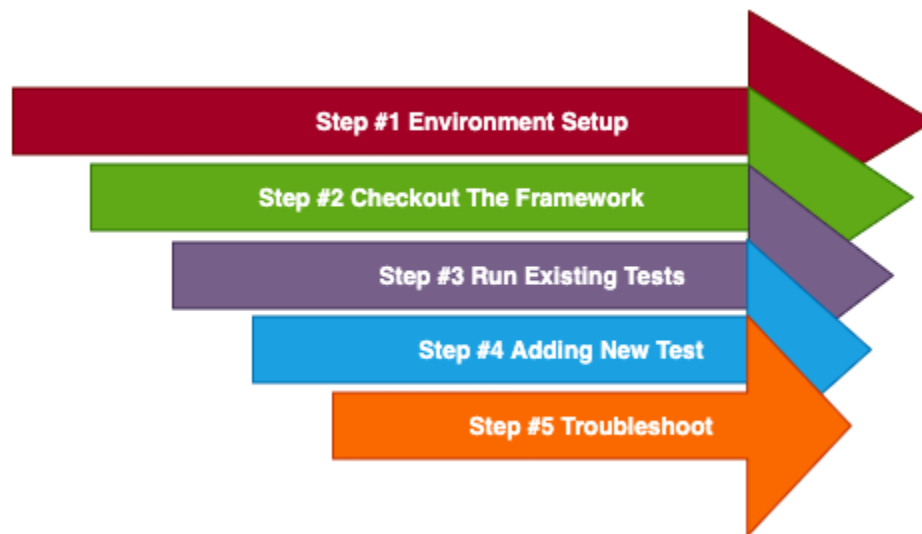 Step #1 Environment Setup
Step #2 Checkout The Framework
Step #3 Run Existing Tests
Step #4 Adding New Test
Step #5 Troubleshoot